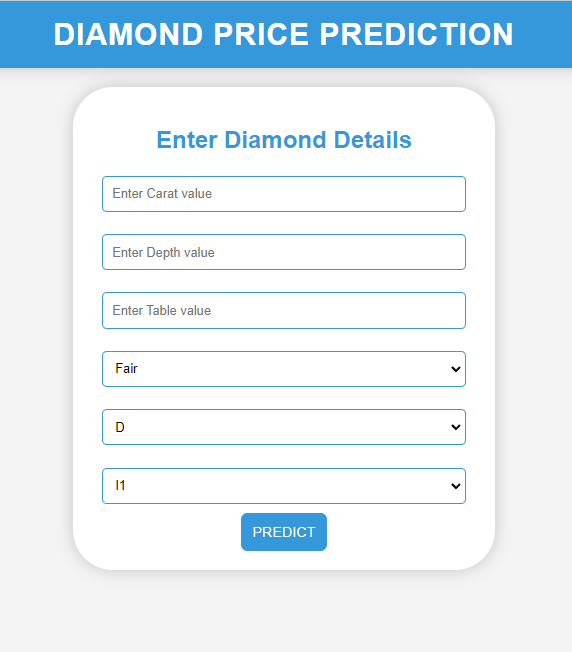 DIAMOND PRICE PREDICTION
Enter Diamond Details
Enter Carat value
Enter Depth value
Enter Table value
Fair
D
I1
PREDICT